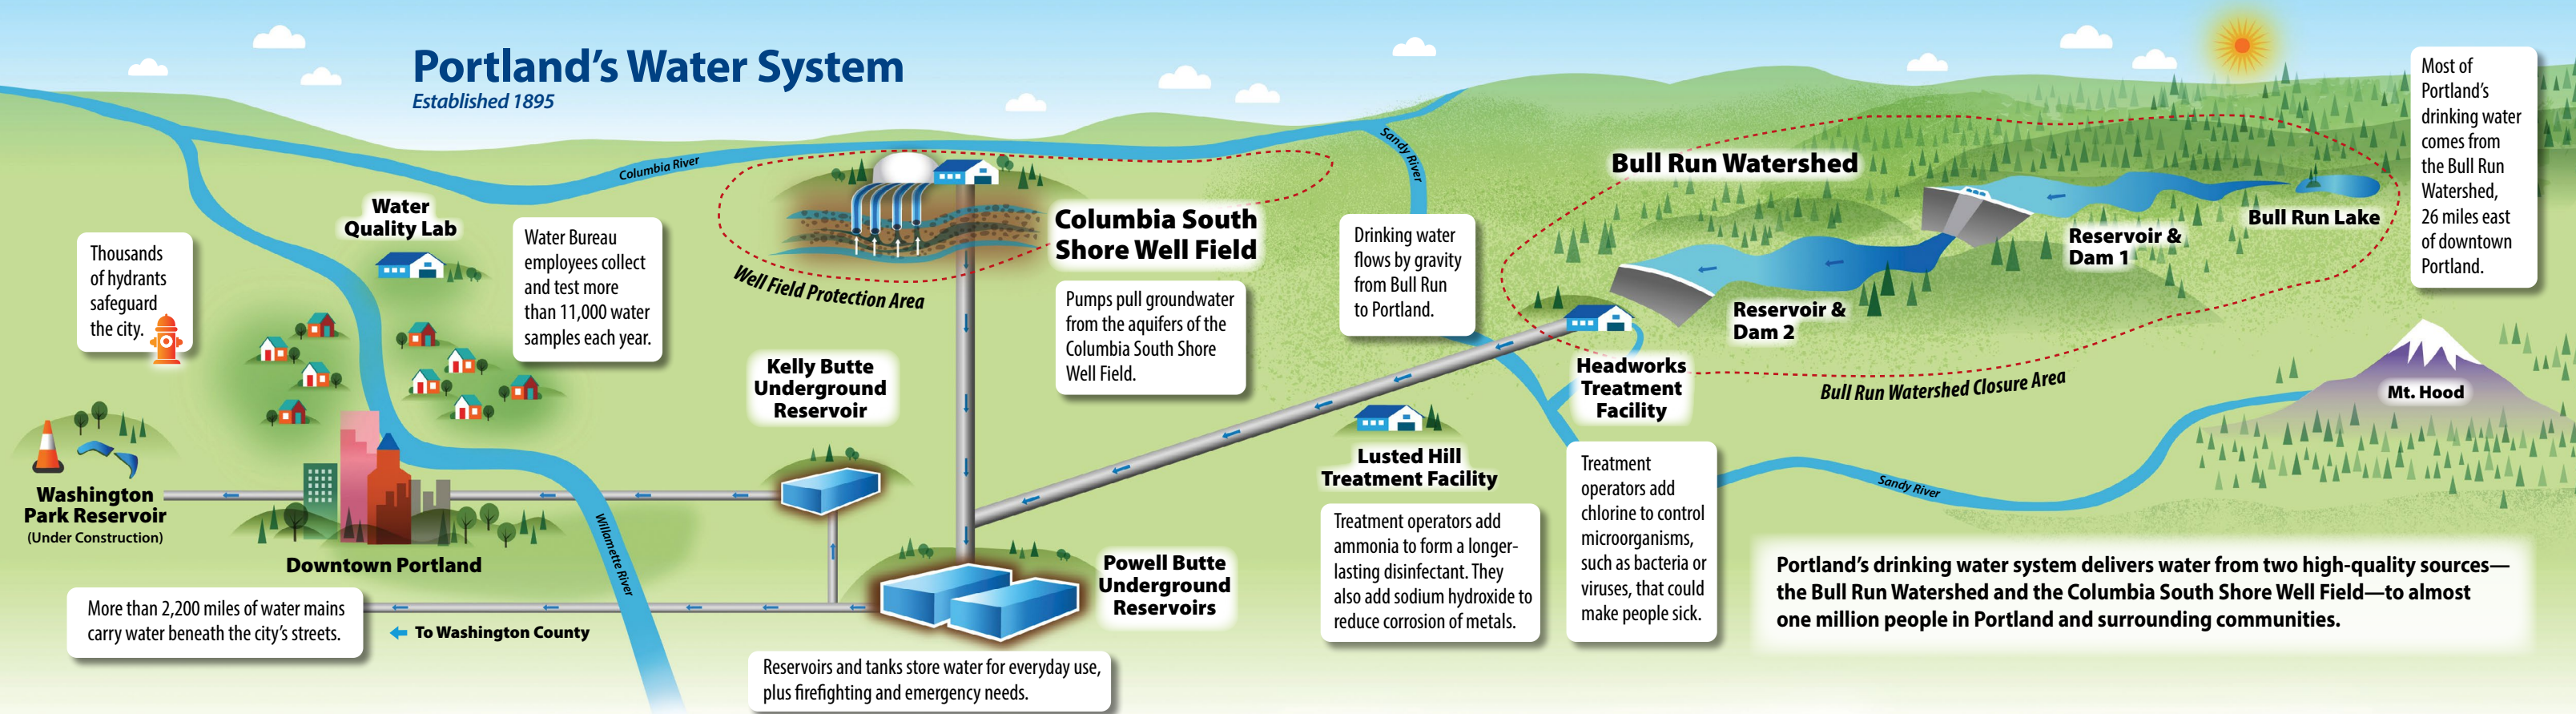 Portland's Water System
Established 1895
Thousands
of hydrants
safeguard
the city.
Water
Quality Lab
Water Bureau
employees collect
and test more
than 11,000 water
samples each year.
Columbia River
Well Field Protection Area
Columbia South
Shore Well Field
Pumps pull groundwater
from the aquifers of the
Columbia South Shore
Well Field.
Sandy River
Drinking water
flows by gravity
from Bull Run
to Portland.
Bull Run Watershed
Bull Run Lake
Reservoir &
Dam 1
Reservoir &
Dam 2
Most of
Portland's
drinking water
comes from
the Bull Run
Watershed,
26 miles east
of downtown
Portland.
Bull Run Watershed Closure Area
Mt. Hood
Headworks
Treatment
Facility
Treatment
operators add
chlorine to control
microorganisms,
such as bacteria or
viruses, that could
make people sick.
Lusted Hill
Treatment Facility
Treatment operators add
ammonia to form a longer-
lasting disinfectant. They
also add sodium hydroxide to
reduce corrosion of metals.
Sandy River
Kelly Butte
Underground
Reservoir
Powell Butte
Underground
Reservoirs
Reservoirs and tanks store water for everyday use,
plus firefighting and emergency needs.
Washington
Park Reservoir
(Under Construction)
Downtown Portland
Willamette River
More than 2,200 miles of water mains
carry water beneath the city's streets.
To Washington County
Portland's drinking water system delivers water from two high-quality sources—
the Bull Run Watershed and the Columbia South Shore Well Field—to almost
one million people in Portland and surrounding communities.